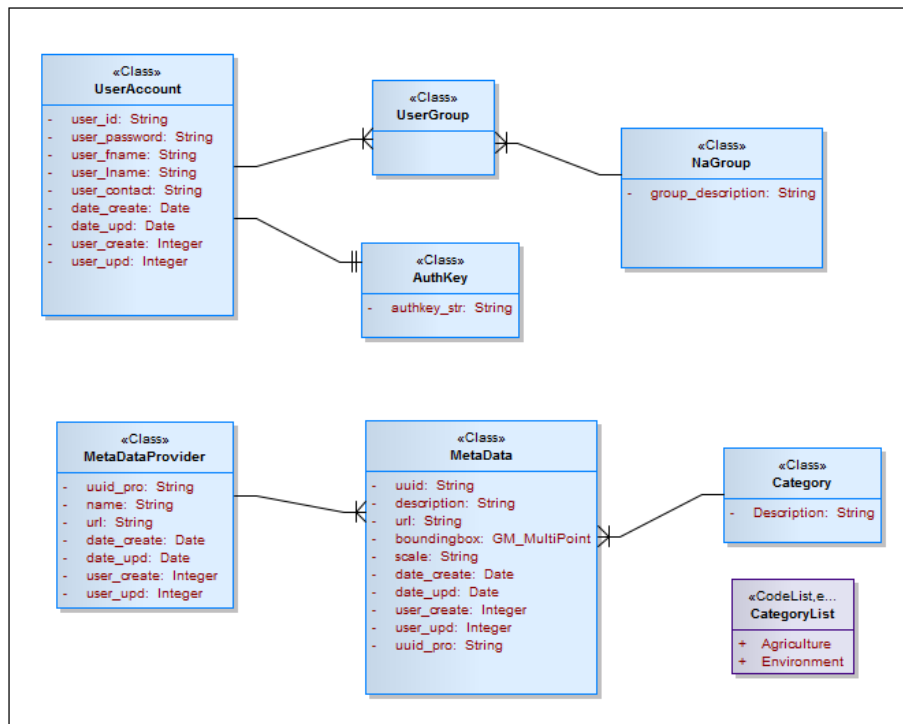 «Class»
UserAccount
- user_id: String
- user_password: String
- user_fname: String
- user_lname: String
- user_contact: String
- date_create: Date
- date_upd: Date
- user_create: Integer
- user_upd: Integer
«Class»
UserGroup
«Class»
NaGroup
- group_description: String
«Class»
AuthKey
- authkey_str: String
«Class»
MetaDataProvider
- uuid_pro: String
- name: String
- url: String
- date_create: Date
- date_upd: Date
- user_create: Integer
- user_upd: Integer
«Class»
MetaData
- uuid: String
- description: String
- url: String
- boundingbox: GM_MultiPoint
- scale: String
- date_create: Date
- date_upd: Date
- user_create: Integer
- user_upd: Integer
- uuid_pro: String
«Class»
Category
- Description: String
«CodeList,e...
CategoryList
+ Agriculture
+ Environment